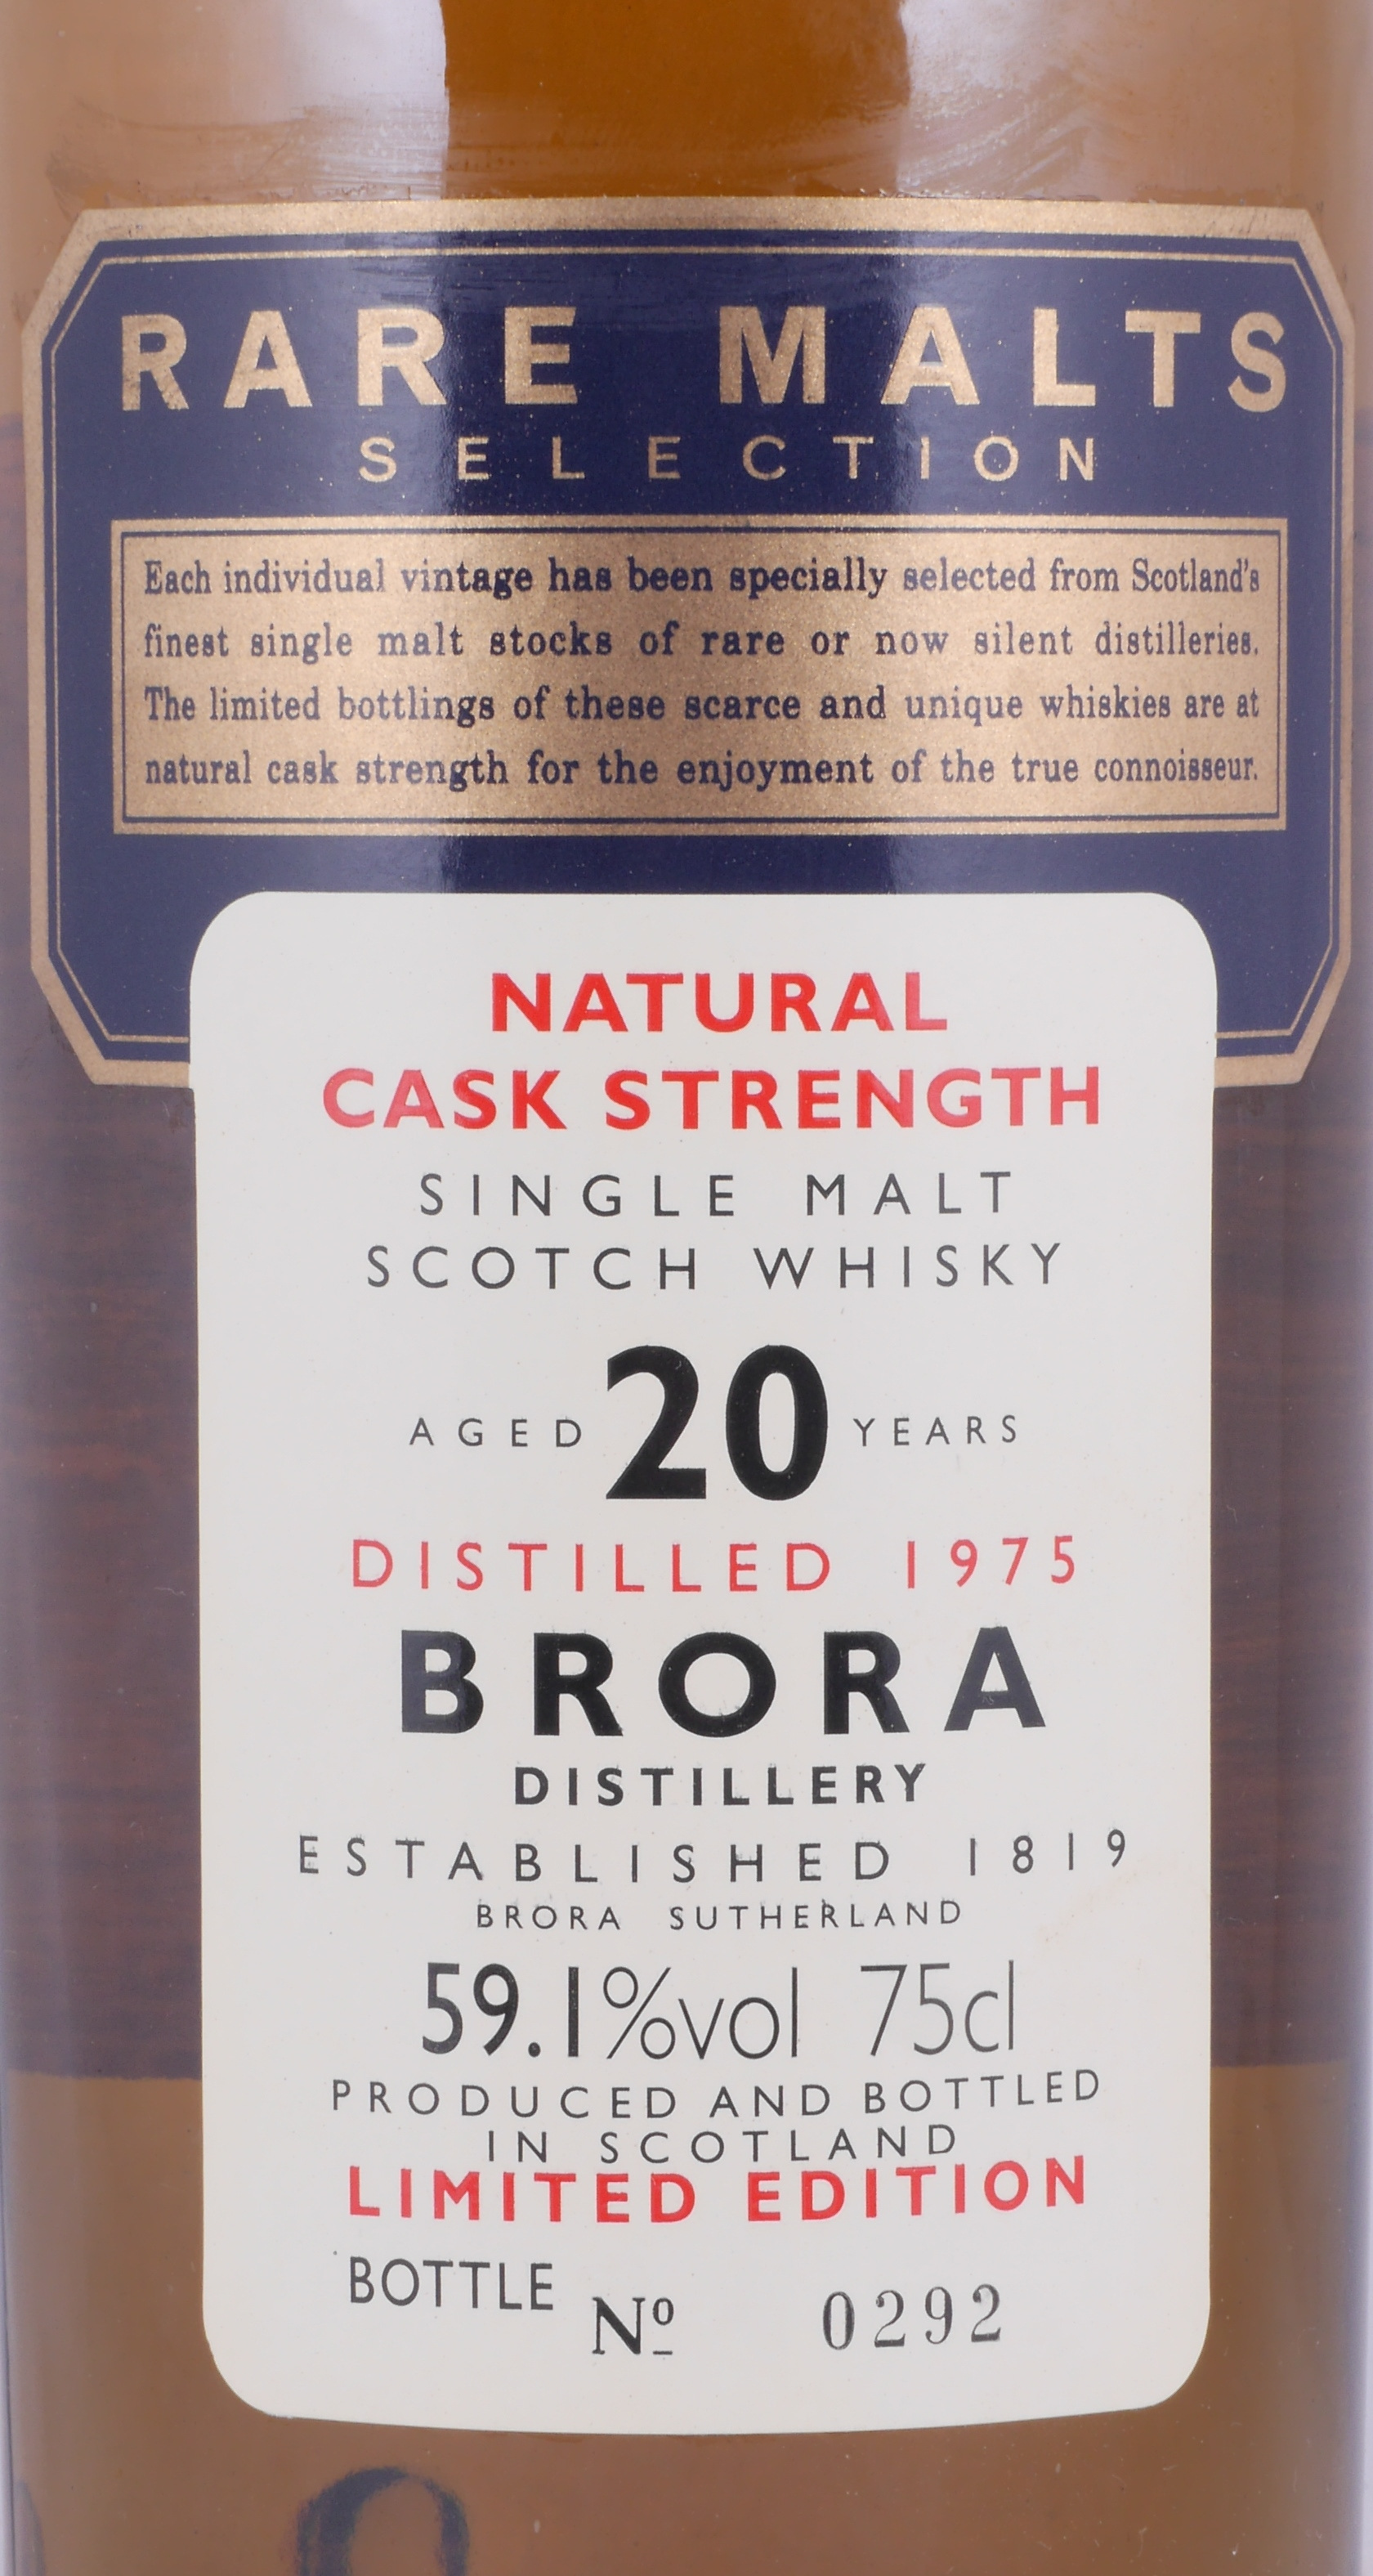 RARE MALTS
SELECTION
Each individual vintage has been specially selected from Scotland's
finest single malt stocks of rare or now silent distilleries.
The limited bottlings of these scarce and unique whiskies are at
natural cask strength for the enjoyment of the true connoisseur.
NATURAL
CASK STRENGTH
SINGLE MALT
SCOTCH WHISKY
AGED 20 YEARS
DISTILLED 1975
BRORA
DISTILLERY
ESTABLISHED 1819
BRORA SUTHERLAND
59.1%vol 75cl
PRODUCED AND BOTTLED
IN SCOTLAND
LIMITED EDITION
BOTTLE Nº 0292